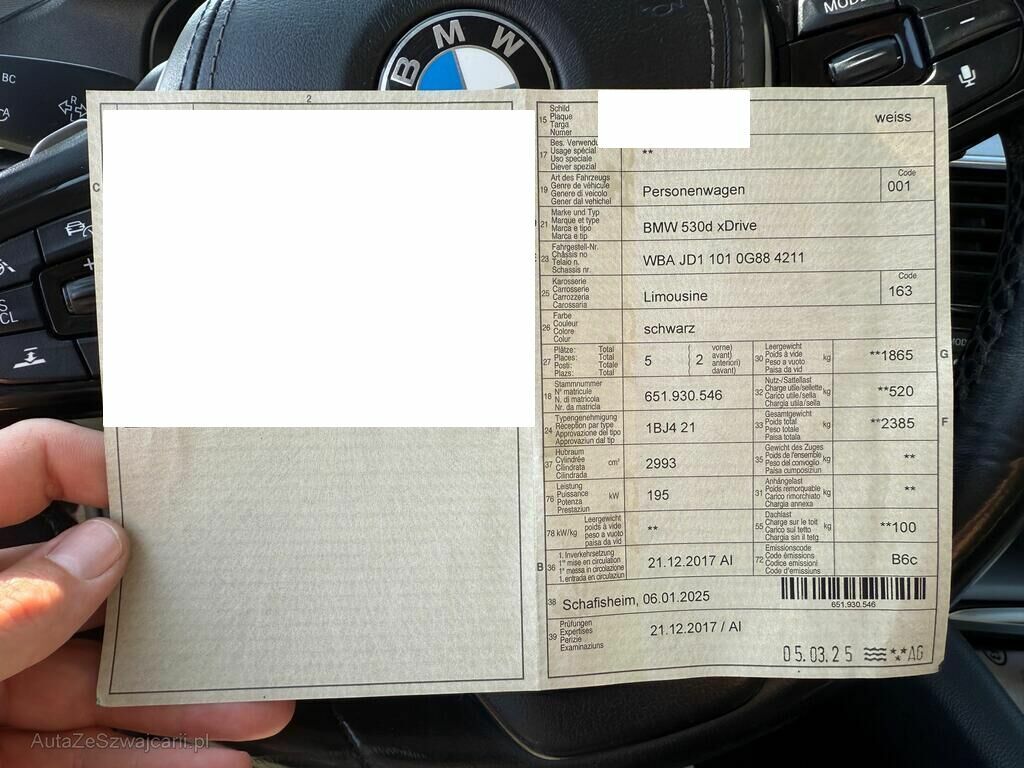 BMW
MODE
BC
R
CL
2
C
15 Schild
Plaque
Targa
Numer
weiss
17 Bes. Verwendu
Usage spécial
Uso speciale
Diever spezial
**
19 Art des Fahrzeugs
Genre de véhicule
Genere di veicolo
Gener dal vehichel
Personenwagen
Code
001
21 Marke und Typ
Marque et type
Marca e tipo
Marca e tip
BMW 530d xDrive
23 Fahrgestell-Nr.
Châssis no
Telaio n.
Schassis nr.
WBA JD1 101 0G88 4211
25 Karosserie
Carrosserie
Carrozzeria
Carossaria
Limousine
Code
163
26 Farbe
Couleur
Colore
Colur
schwarz
27 Plätze: Total
Places: Total
Posti: Totale
Plazs: Totale
5 ( 2 vorne)
avant)
anteriori)
davant)
30 Leergewicht
Poids à vide
Peso a vuoto
Paisa da vid
kg
**1865
G
18 Stammnummer
N° matricule
N. di matricola
Nr. da matricla
651.930.546
32 Nutz-/Sattellast
Charge utile/sellette
Carico utile/sella
Chargia utila/sella
kg
**520
24 Typengenehmigung
Réception par type
Approvazione del tipo
Approvaziun dal tip
1BJ4 21
33 Gesamtgewicht
Poids total
Peso totale
Paisa totala
kg
**2385
F
37 Hubraum
Cylindrée
Cilindrata
Cilindrada
cm³
2993
35 Gewicht des Zuges
Poids de l'ensemble
Peso del convoglio
Paisa cumposiziun
kg
**
76 Leistung
Puissance
Potenza
Prestaziun
kW
195
31 Anhängelast
Poids remorquable
Carico rimorchiato
Chargia annexa
kg
**
78 kW/kg Leergewicht
poids à vide
peso a vuoto
paisa da vid
**
55 Dachlast
Charge sur le toit
Carico sul tetto
Chargia sin il tetg
kg
**100
B
36 1. Inverkehrsetzung
1re mise en circulation
1a messa in circolazione
1. entrada en circulaziun
21.12.2017 AI
72 Emissionscode
Code émissions
Codice emissioni
Code d'emissiuns
B6c
38 Schafisheim, 06.01.2025
651.930.546
39 Prüfungen
Expertises
Perizie
Examinaziuns
21.12.2017 / AI
05.03.25 AG
AutaZeSzwajcarii.pl